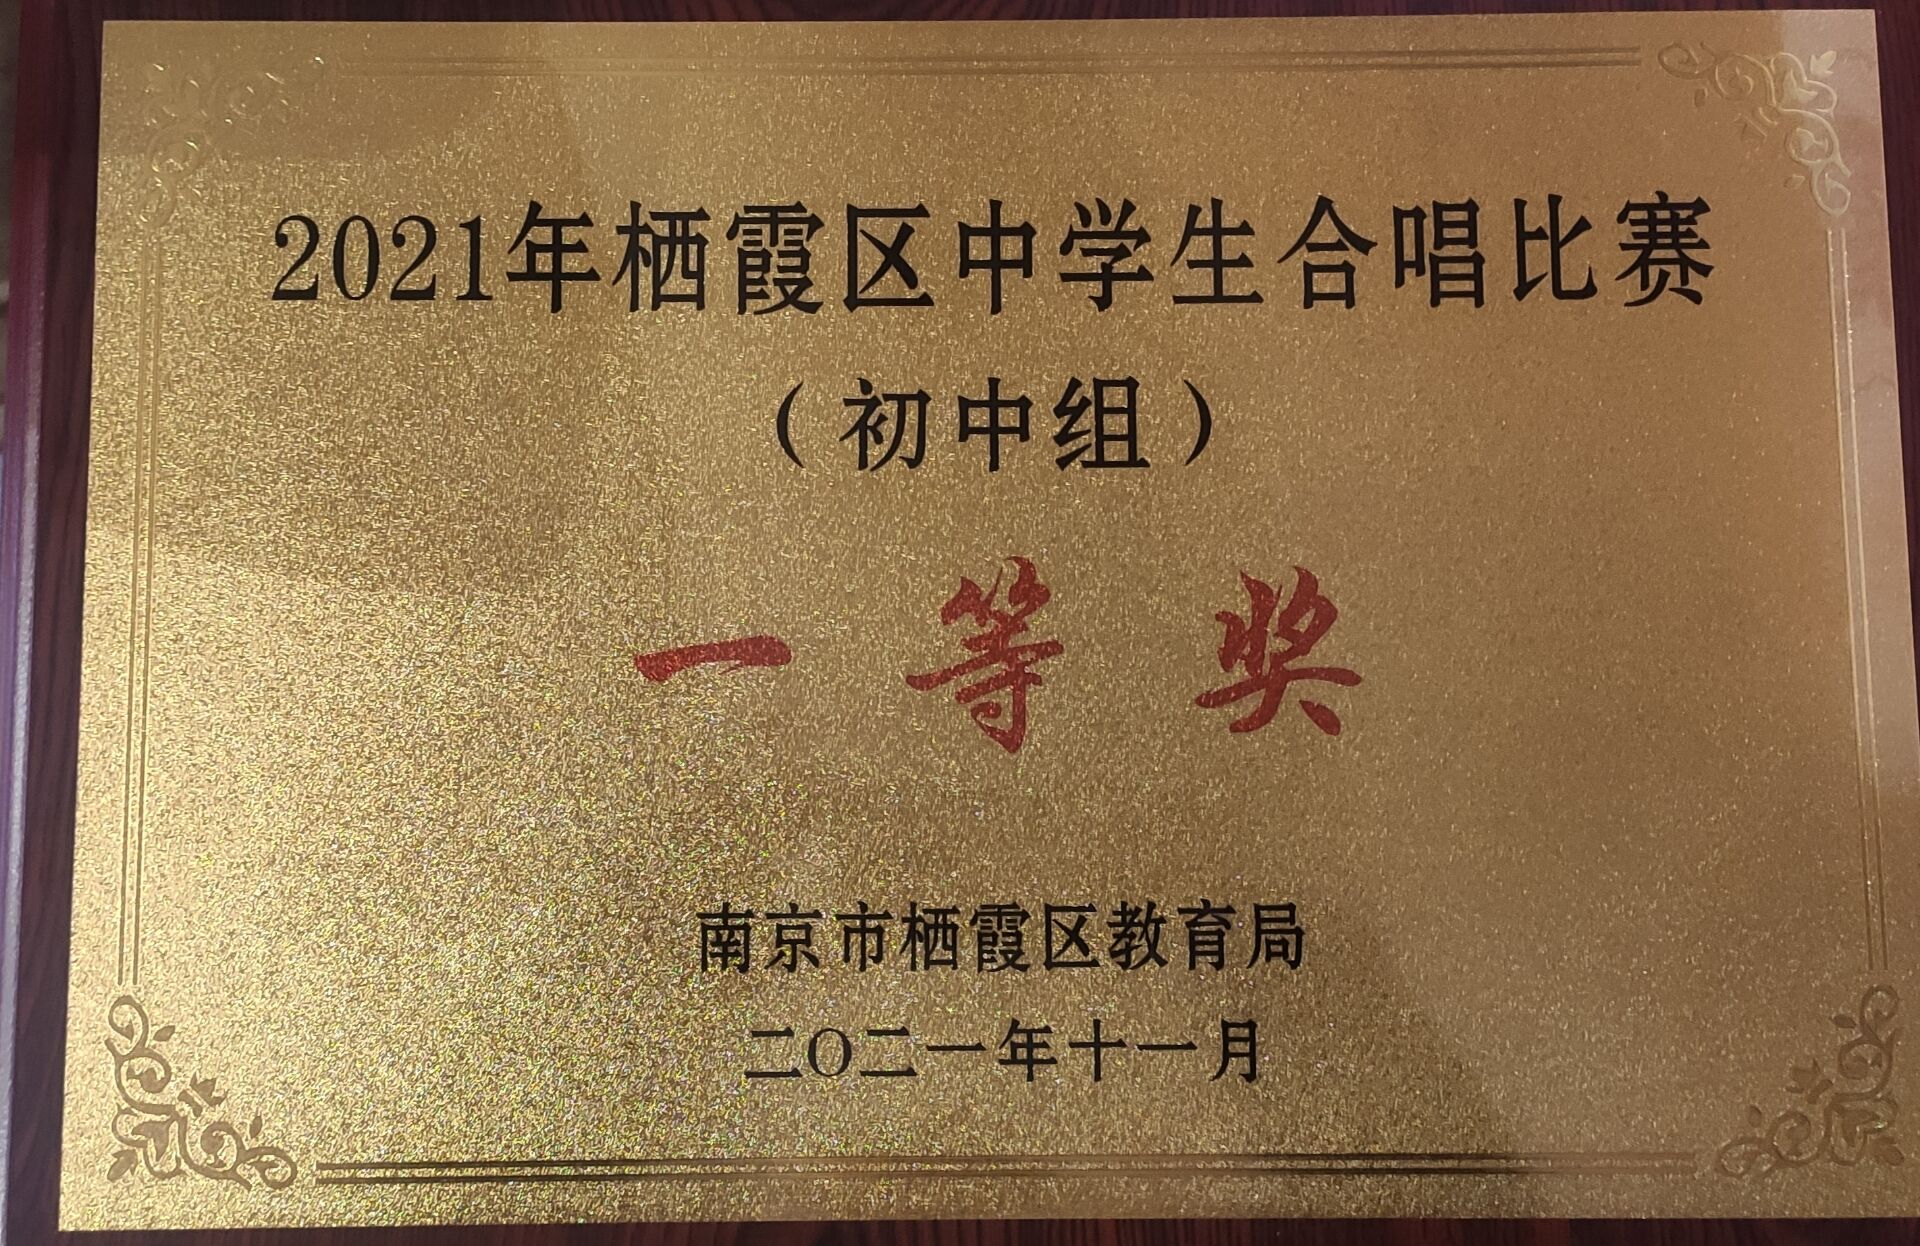 2021年栖霞区中学生合唱比赛
（初中组）
一等奖
南京市栖霞区教育局
二〇二一年十一月